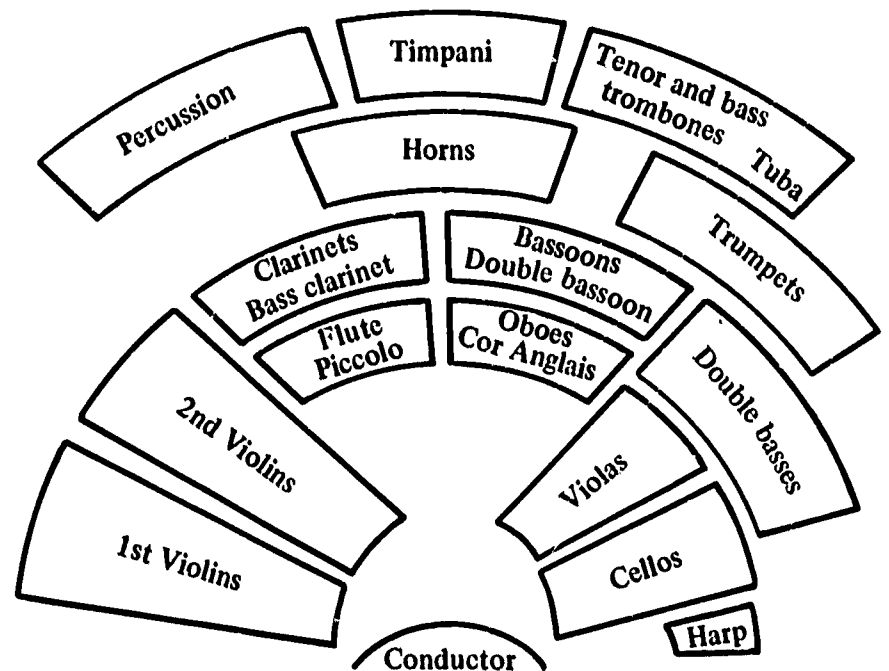 Timpani
Percussion
Tenor and bass
trombones
Tuba
Horns
Trumpets
Clarinets
Bass clarinet
Bassoons
Double bassoon
Flute
Piccolo
Oboes
Cor Anglais
Double basses
2nd Violins
Violas
1st Violins
Cellos
Harp
Conductor